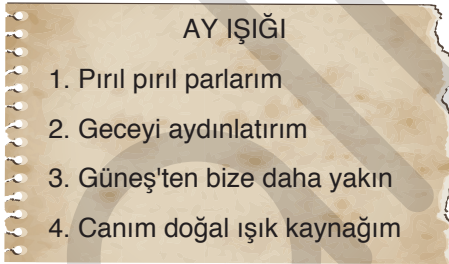 AY IŞIĞI
1. Pırıl pırıl parlarım
2. Geceyi aydınlatırım
3. Güneş'ten bize daha yakın
4. Canım doğal ışık kaynağım